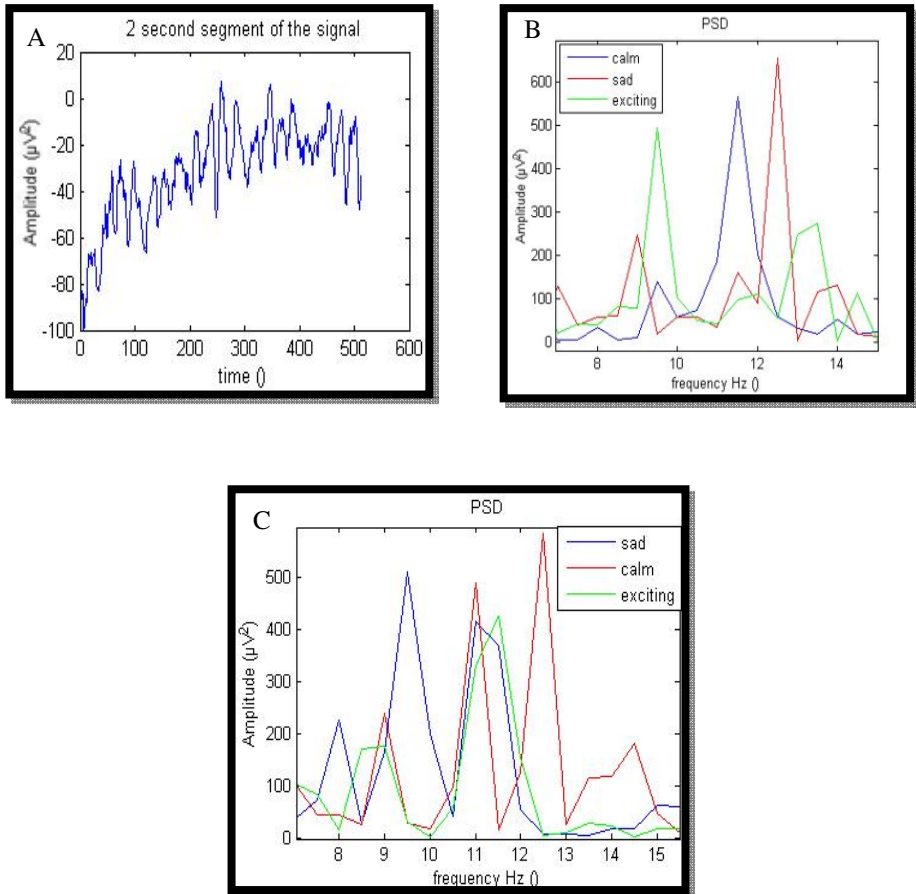 A
2 second segment of the signal
Amplitude (µV²)
20
0
-20
-40
-60
-80
-100
0 100 200 300 400 500 600
time ()
B
PSD
calm
sad
exciting
Amplitude (µV²)
600
500
400
300
200
100
0
8 10 12 14
frequency Hz ()
C
PSD
sad
calm
exciting
Amplitude (µV²)
500
400
300
200
100
0
8 9 10 11 12 13 14 15
frequency Hz ()